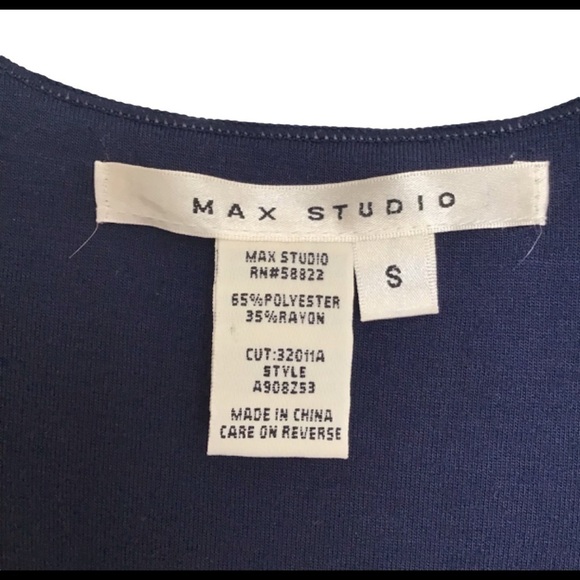 MAX STUDIO
S
MAX STUDIO
RN#58822
65%POLYESTER
35%RAYON
CUT:32011A
STYLE
A908Z53
MADE IN CHINA
CARE ON REVERSE